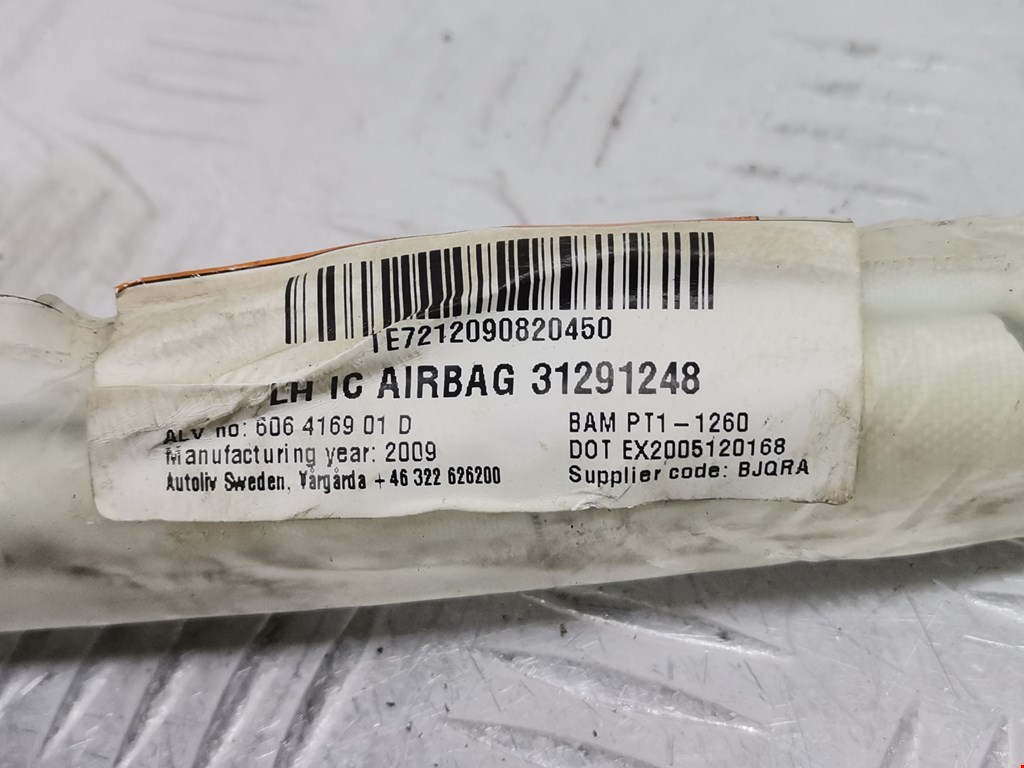 TE7212090820450
LH IC AIRBAG 31291248
ALV no: 606 4169 01 D
BAM PT1-1260
Manufacturing year: 2009
DOT EX2005120168
Autoliv Sweden, Vårgårda +46 322 626200
Supplier code: BJQRA